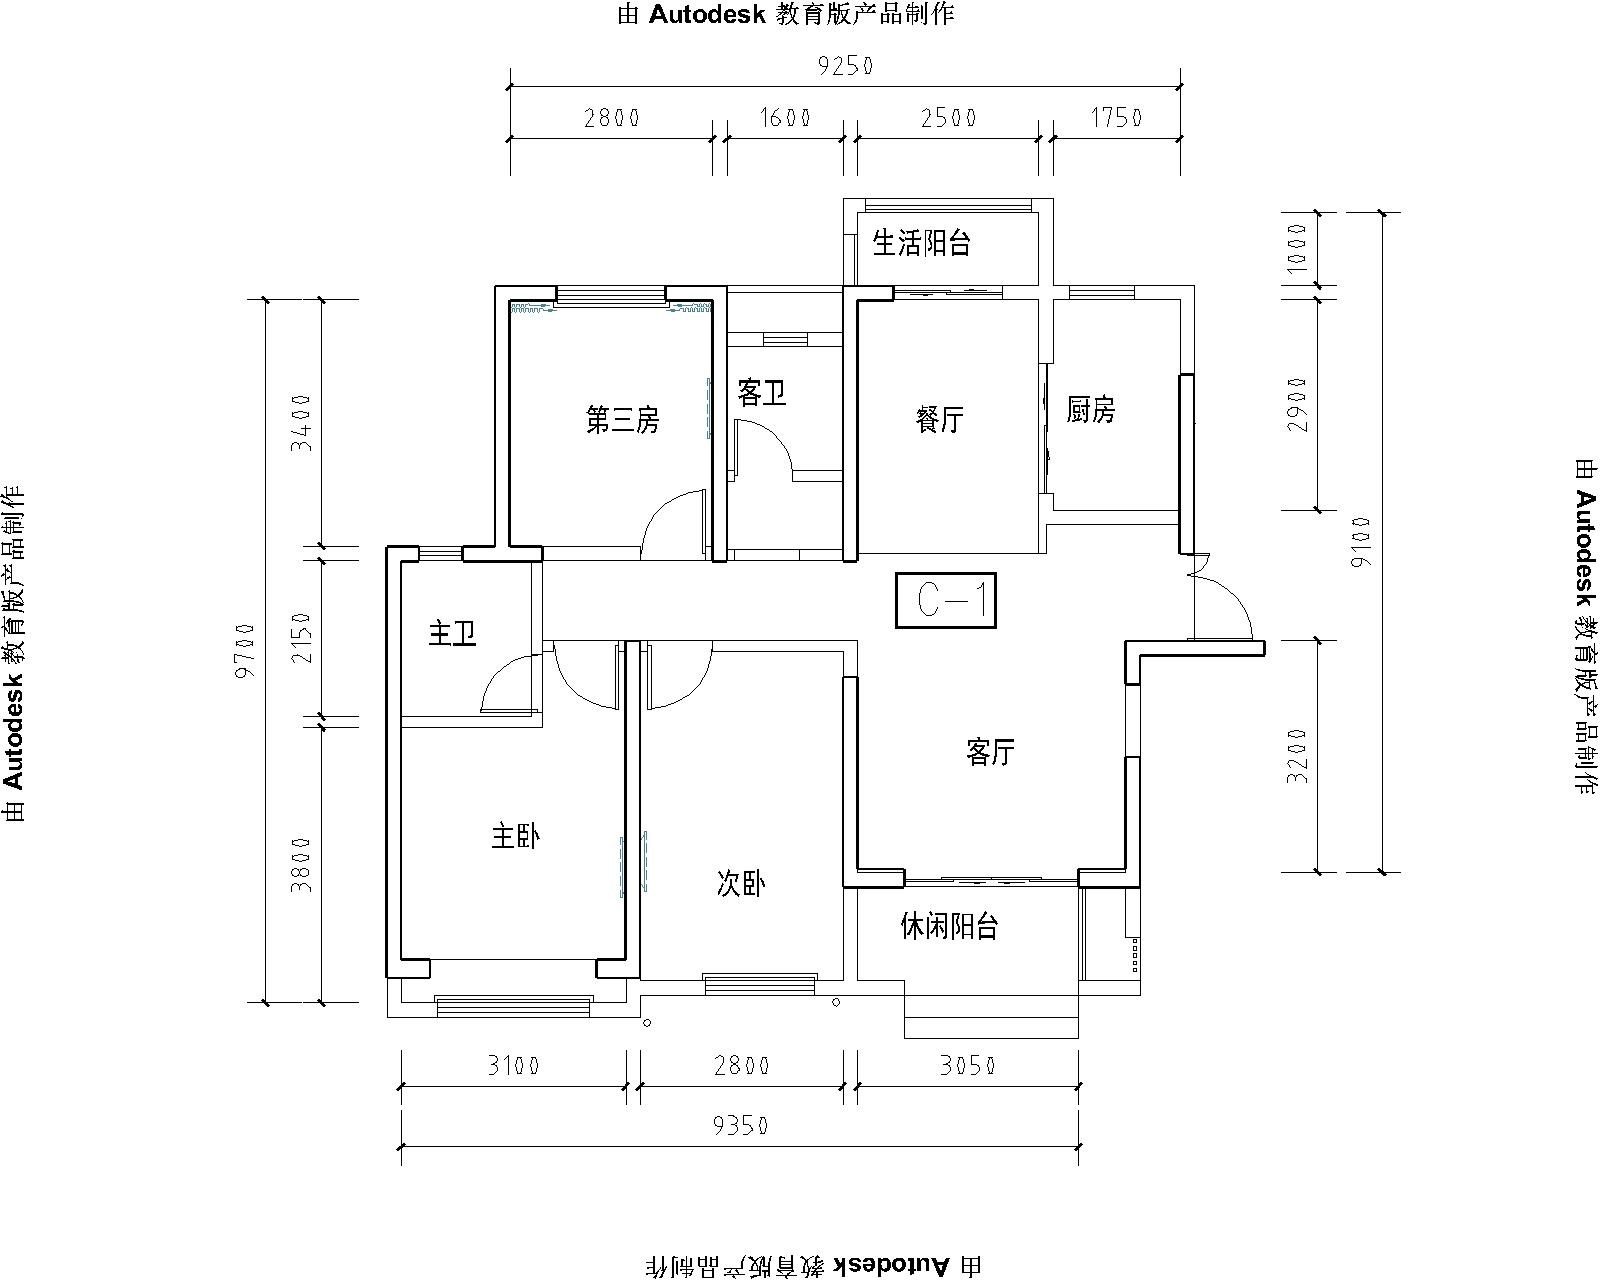 由 Autodesk 教育版产品制作
9250
2800
1600
2500
1750
生活阳台
1000
第三房
客卫
餐厅
厨房
3400
2900
9100
C-1
主卫
2150
9700
客厅
3200
主卧
次卧
3800
休闲阳台
3100
2800
3050
9350
由 Autodesk 教育版产品制作
由 Autodesk 教育版产品制作
由 Autodesk 教育版产品制作